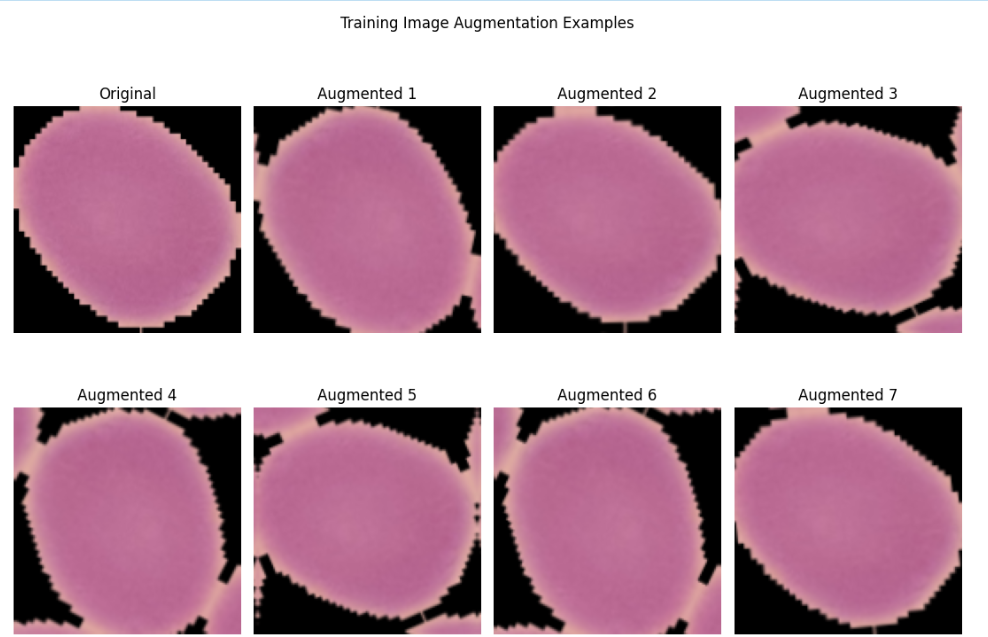 Training Image Augmentation Examples
Original
Augmented 1
Augmented 2
Augmented 3
Augmented 4
Augmented 5
Augmented 6
Augmented 7